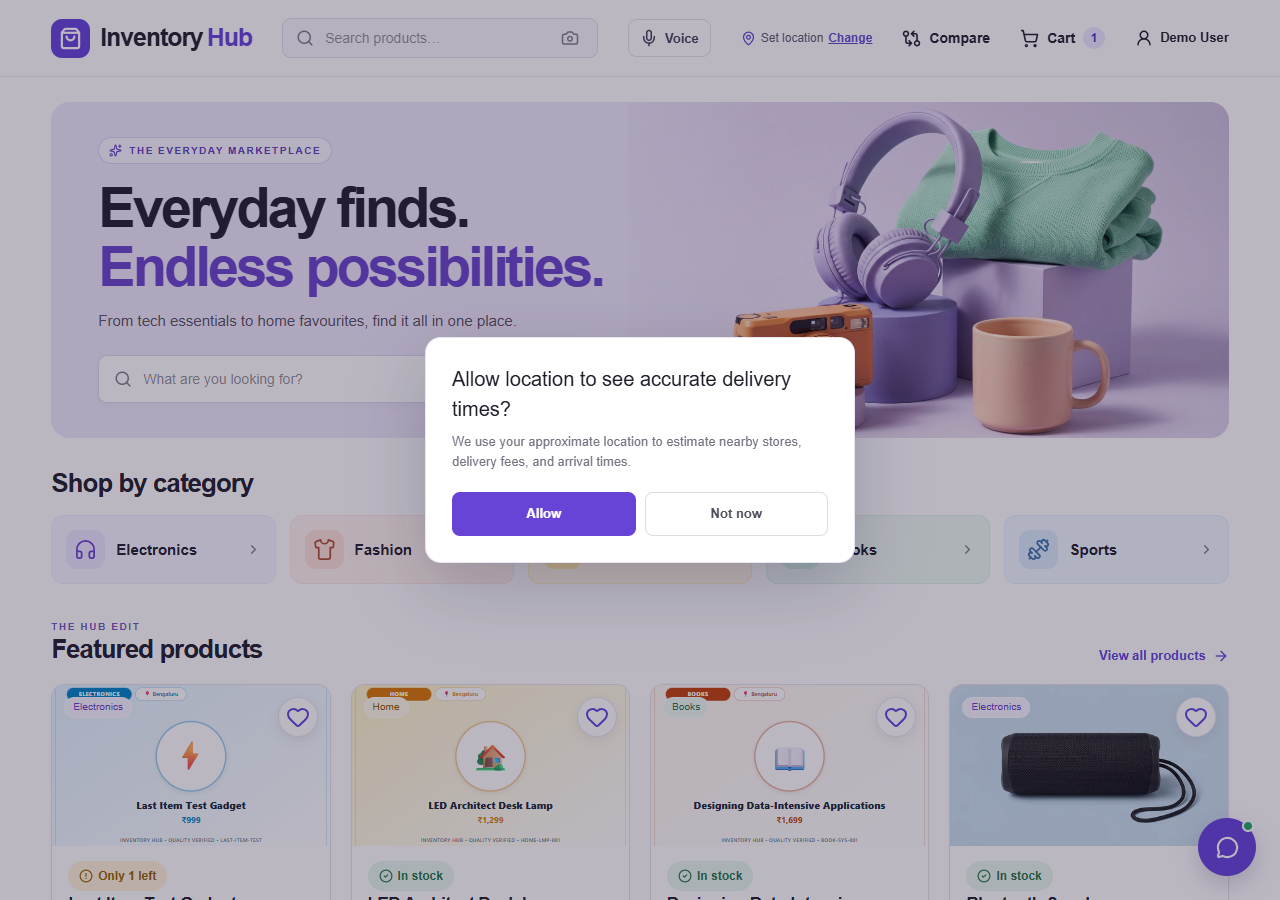 Inventory Hub
Search products…
Voice
Set location Change
Compare
Cart 1
Demo User
THE EVERYDAY MARKETPLACE
Everyday finds.
Endless possibilities.
From tech essentials to home favourites, find it all in one place.
What are you looking for?
Allow location to see accurate delivery
times?
We use your approximate location to estimate nearby stores,
delivery fees, and arrival times.
Allow
Not now
Shop by category
Electronics
Fashion
Sports
THE HUB EDIT
Featured products
View all products
ELECTRONICS
Bengaluru
Electronics
Last Item Test Gadget
₹999
INVENTORY HUB • QUALITY VERIFIED • LAST-ITEM-TEST
Only 1 left
HOME
Bengaluru
Home
LED Architect Desk Lamp
₹1,299
INVENTORY HUB • QUALITY VERIFIED • HOME-LMP-001
In stock
BOOKS
Bengaluru
Books
Designing Data-Intensive Applications
₹1,699
INVENTORY HUB • QUALITY VERIFIED • BOOK-SYS-001
In stock
Electronics
In stock